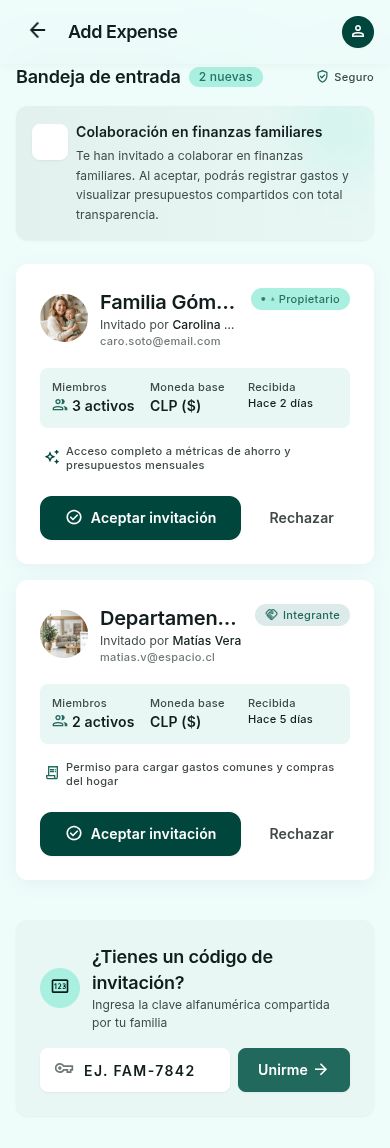 Add Expense
Bandeja de entrada
2 nuevas
Seguro
Colaboración en finanzas familiares
Te han invitado a colaborar en finanzas
familiares. Al aceptar, podrás registrar gastos y
visualizar presupuestos compartidos con total
transparencia.
Familia Góm...
Propietario
Invitado por Carolina ...
caro.soto@email.com
Miembros
Moneda base
Recibida
3 activos
CLP ($)
Hace 2 días
Acceso completo a métricas de ahorro y
presupuestos mensuales
Aceptar invitación
Rechazar
Departamen...
Integrante
Invitado por Matías Vera
matias.v@espacio.cl
Miembros
Moneda base
Recibida
2 activos
CLP ($)
Hace 5 días
Permiso para cargar gastos comunes y compras
del hogar
Aceptar invitación
Rechazar
¿Tienes un código de
invitación?
Ingresa la clave alfanumérica compartida
por tu familia
EJ. FAM-7842
Unirme